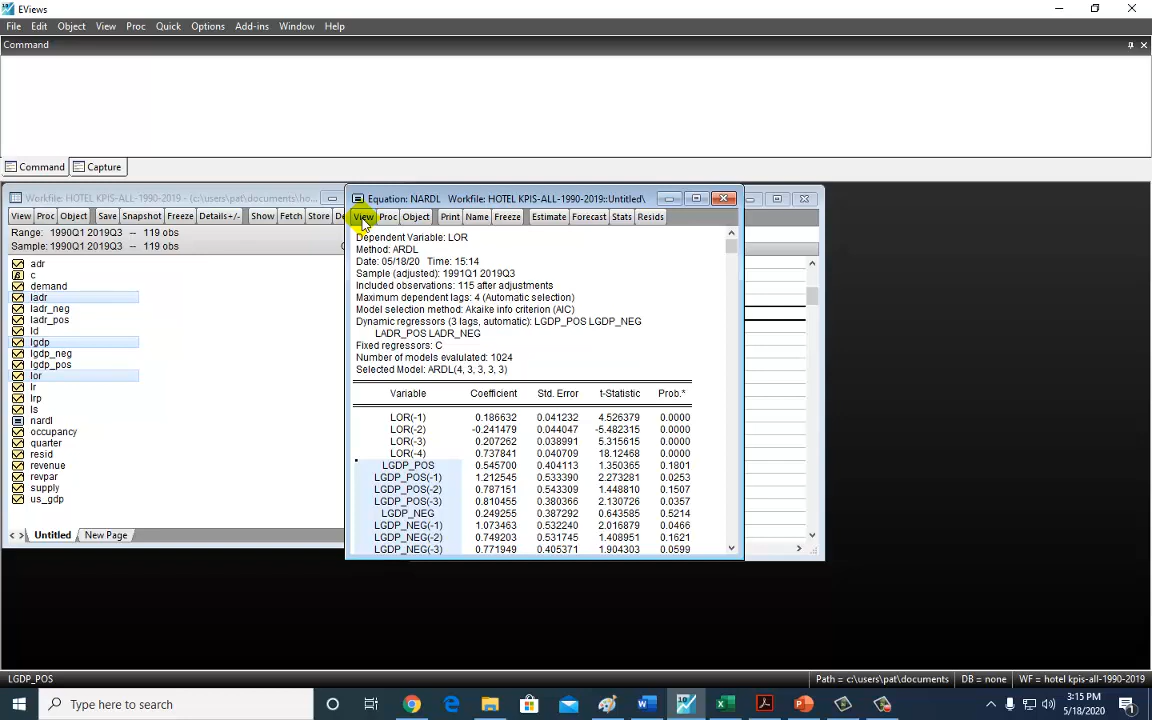 EViews
File Edit Object View Proc Quick Options Add-ins Window Help
Command
Command Capture
Workfile: HOTEL KPIS-ALL-1990-2019 - (c:\users\pat\documents\ho...
View Proc Object Save Snapshot Freeze Details+/- Show Fetch Store De
Range: 1990Q1 2019Q3 -- 119 obs
Sample: 1990Q1 2019Q3 -- 119 obs
adr
c
demand
ladr
ladr_neg
ladr_pos
ld
lgdp
lgdp_neg
lgdp_pos
lor
lr
lrp
ls
nardl
occupancy
quarter
resid
revenue
revpar
supply
us_gdp
Untitled New Page
Equation: NARDL Workfile: HOTEL KPIS-ALL-1990-2019::Untitled\
View Proc Object Print Name Freeze Estimate Forecast Stats Resids
Dependent Variable: LOR
Method: ARDL
Date: 05/18/20 Time: 15:14
Sample (adjusted): 1991Q1 2019Q3
Included observations: 115 after adjustments
Maximum dependent lags: 4 (Automatic selection)
Model selection method: Akaike info criterion (AIC)
Dynamic regressors (3 lags, automatic): LGDP_POS LGDP_NEG
LADR_POS LADR_NEG
Fixed regressors: C
Number of models evalulated: 1024
Selected Model: ARDL(4, 3, 3, 3, 3)
Variable Coefficient Std. Error t-Statistic Prob.*
LOR(-1) 0.186632 0.041232 4.526379 0.0000
LOR(-2) -0.241479 0.044047 -5.482315 0.0000
LOR(-3) 0.207262 0.038991 5.315615 0.0000
LOR(-4) 0.737841 0.040709 18.12468 0.0000
LGDP_POS 0.545700 0.404113 1.350365 0.1801
LGDP_POS(-1) 1.212545 0.533390 2.273281 0.0253
LGDP_POS(-2) 0.787151 0.543309 1.448810 0.1507
LGDP_POS(-3) 0.810455 0.380366 2.130726 0.0357
LGDP_NEG 0.249255 0.387292 0.643585 0.5214
LGDP_NEG(-1) 1.073463 0.532240 2.016879 0.0466
LGDP_NEG(-2) 0.749203 0.531745 1.408951 0.1621
LGDP_NEG(-3) 0.771949 0.405371 1.904303 0.0599
LGDP_POS Path = c:\users\pat\documents DB = none WF = hotel kpis-all-1990-2019
Type here to search
3:15 PM
5/18/2020